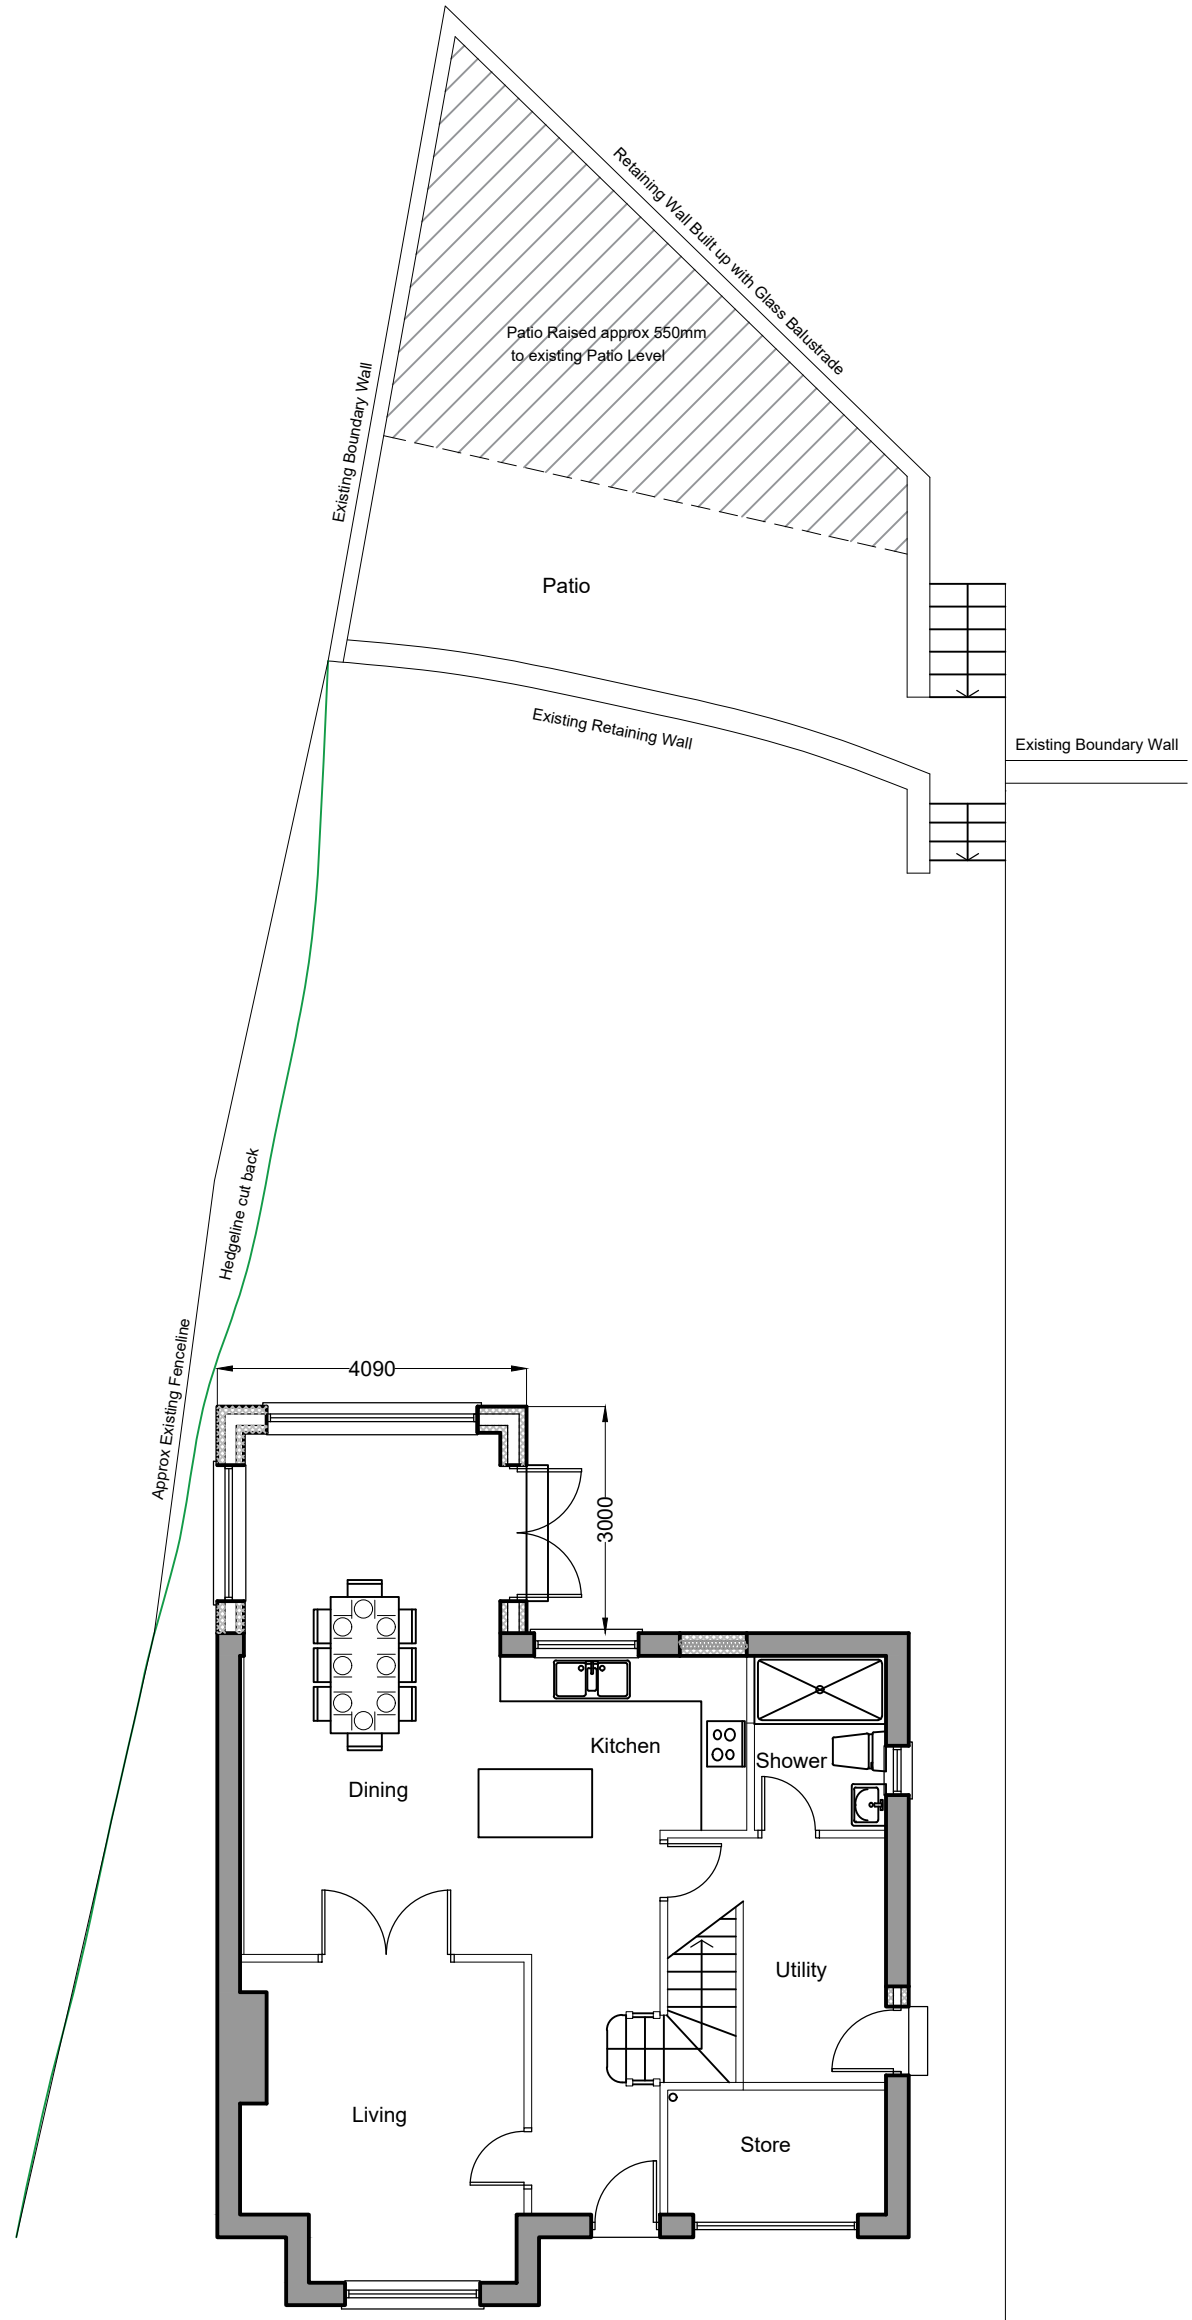 Retaining Wall Built up with Glass Balustrade
Patio Raised approx 550mm
to existing Patio Level
Existing Boundary Wall
Patio
Existing Retaining Wall
Existing Boundary Wall
Hedgeline cut back
Approx Existing Fenceline
4090
3000
Kitchen
Shower
Dining
Utility
Living
Store